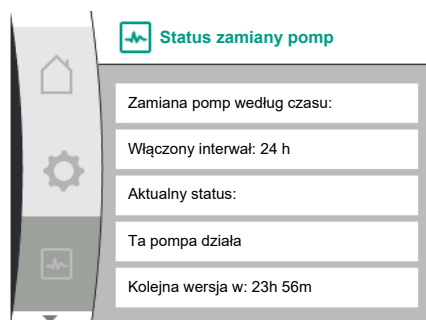 Status zamiany pomp
Zamiana pomp według czasu:
Włączony interwał: 24 h
Aktualny status:
Ta pompa działa
Kolejna wersja w: 23h 56m